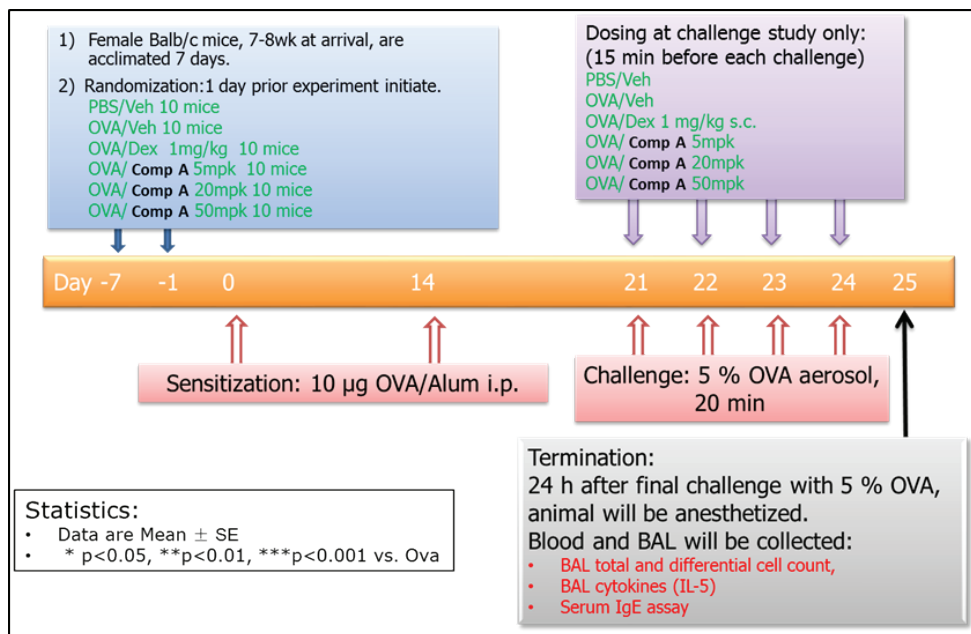 1) Female Balb/c mice, 7-8wk at arrival, are
acclimated 7 days.
2) Randomization:1 day prior experiment initiate.
PBS/Veh 10 mice
OVA/Veh 10 mice
OVA/Dex 1mg/kg 10 mice
OVA/ Comp A 5mpk 10 mice
OVA/ Comp A 20mpk 10 mice
OVA/ Comp A 50mpk 10 mice
Dosing at challenge study only:
(15 min before each challenge)
PBS/Veh
OVA/Veh
OVA/Dex 1 mg/kg s.c.
OVA/ Comp A 5mpk
OVA/ Comp A 20mpk
OVA/ Comp A 50mpk
Day -7 -1 0 14 21 22 23 24 25
Sensitization: 10 µg OVA/Alum i.p.
Challenge: 5 % OVA aerosol,
20 min
Termination:
24 h after final challenge with 5 % OVA,
animal will be anesthetized.
Blood and BAL will be collected:
• BAL total and differential cell count,
• BAL cytokines (IL-5)
• Serum IgE assay
Statistics:
• Data are Mean ± SE
• * p<0.05, **p<0.01, ***p<0.001 vs. Ova